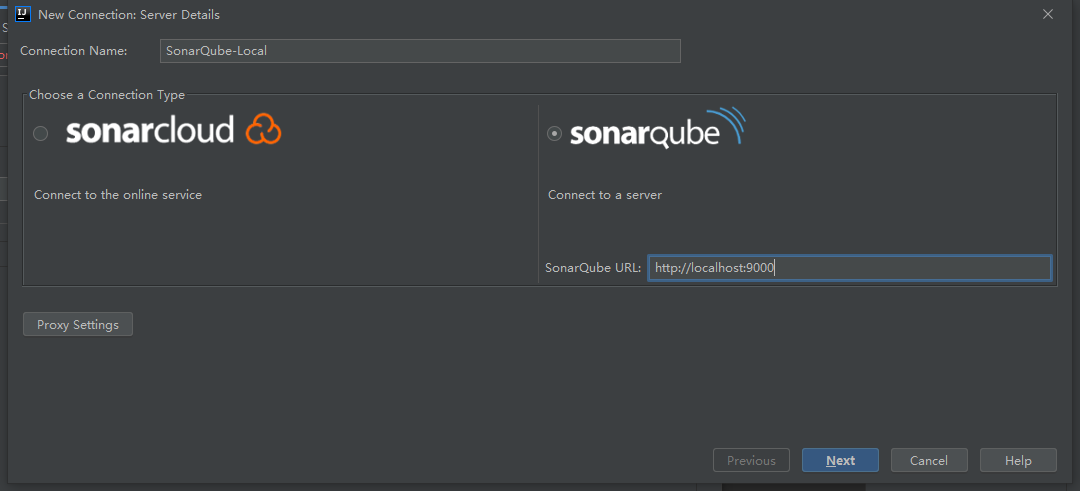 New Connection: Server Details
Connection Name: SonarQube-Local
Choose a Connection Type
sonarcloud
sonarqube
Connect to the online service
Connect to a server
SonarQube URL: http://localhost:9000
Proxy Settings
Previous Next Cancel Help